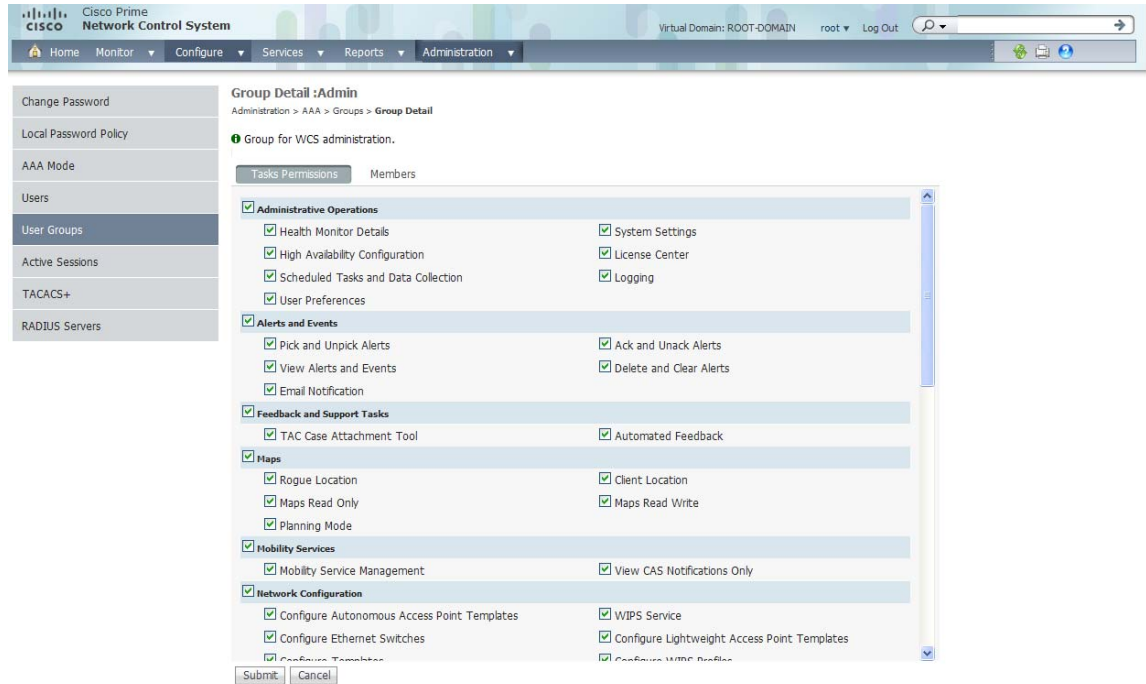 Cisco Prime
CISCO Network Control System
Virtual Domain: ROOT-DOMAIN root Log Out
Home Monitor Configure Services Reports Administration
Change Password
Local Password Policy
AAA Mode
Users
User Groups
Active Sessions
TACACS+
RADIUS Servers
Group Detail :Admin
Administration > AAA > Groups > Group Detail
Group for WCS administration.
Tasks Permissions Members
Administrative Operations
Health Monitor Details System Settings
High Availability Configuration License Center
Scheduled Tasks and Data Collection Logging
User Preferences
Alerts and Events
Pick and Unpick Alerts Ack and Unack Alerts
View Alerts and Events Delete and Clear Alerts
Email Notification
Feedback and Support Tasks
TAC Case Attachment Tool Automated Feedback
Maps
Rogue Location Client Location
Maps Read Only Maps Read Write
Planning Mode
Mobility Services
Mobility Service Management View CAS Notifications Only
Network Configuration
Configure Autonomous Access Point Templates WIPS Service
Configure Ethernet Switches Configure Lightweight Access Point Templates
Configure Templates Configure WIPS Profiles
Submit Cancel